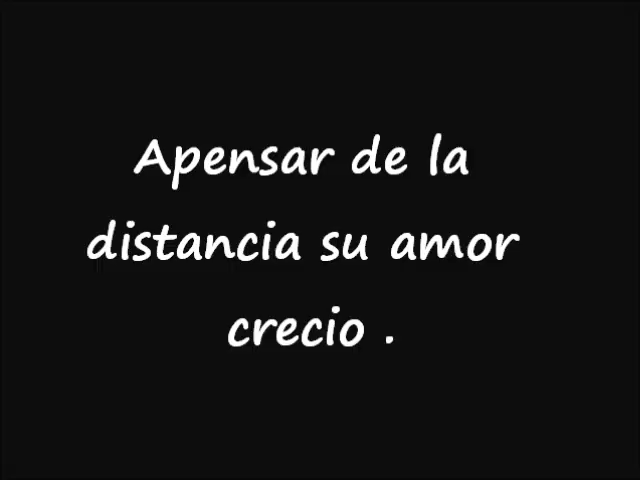 Apensar de la
distancia su amor
crecio .